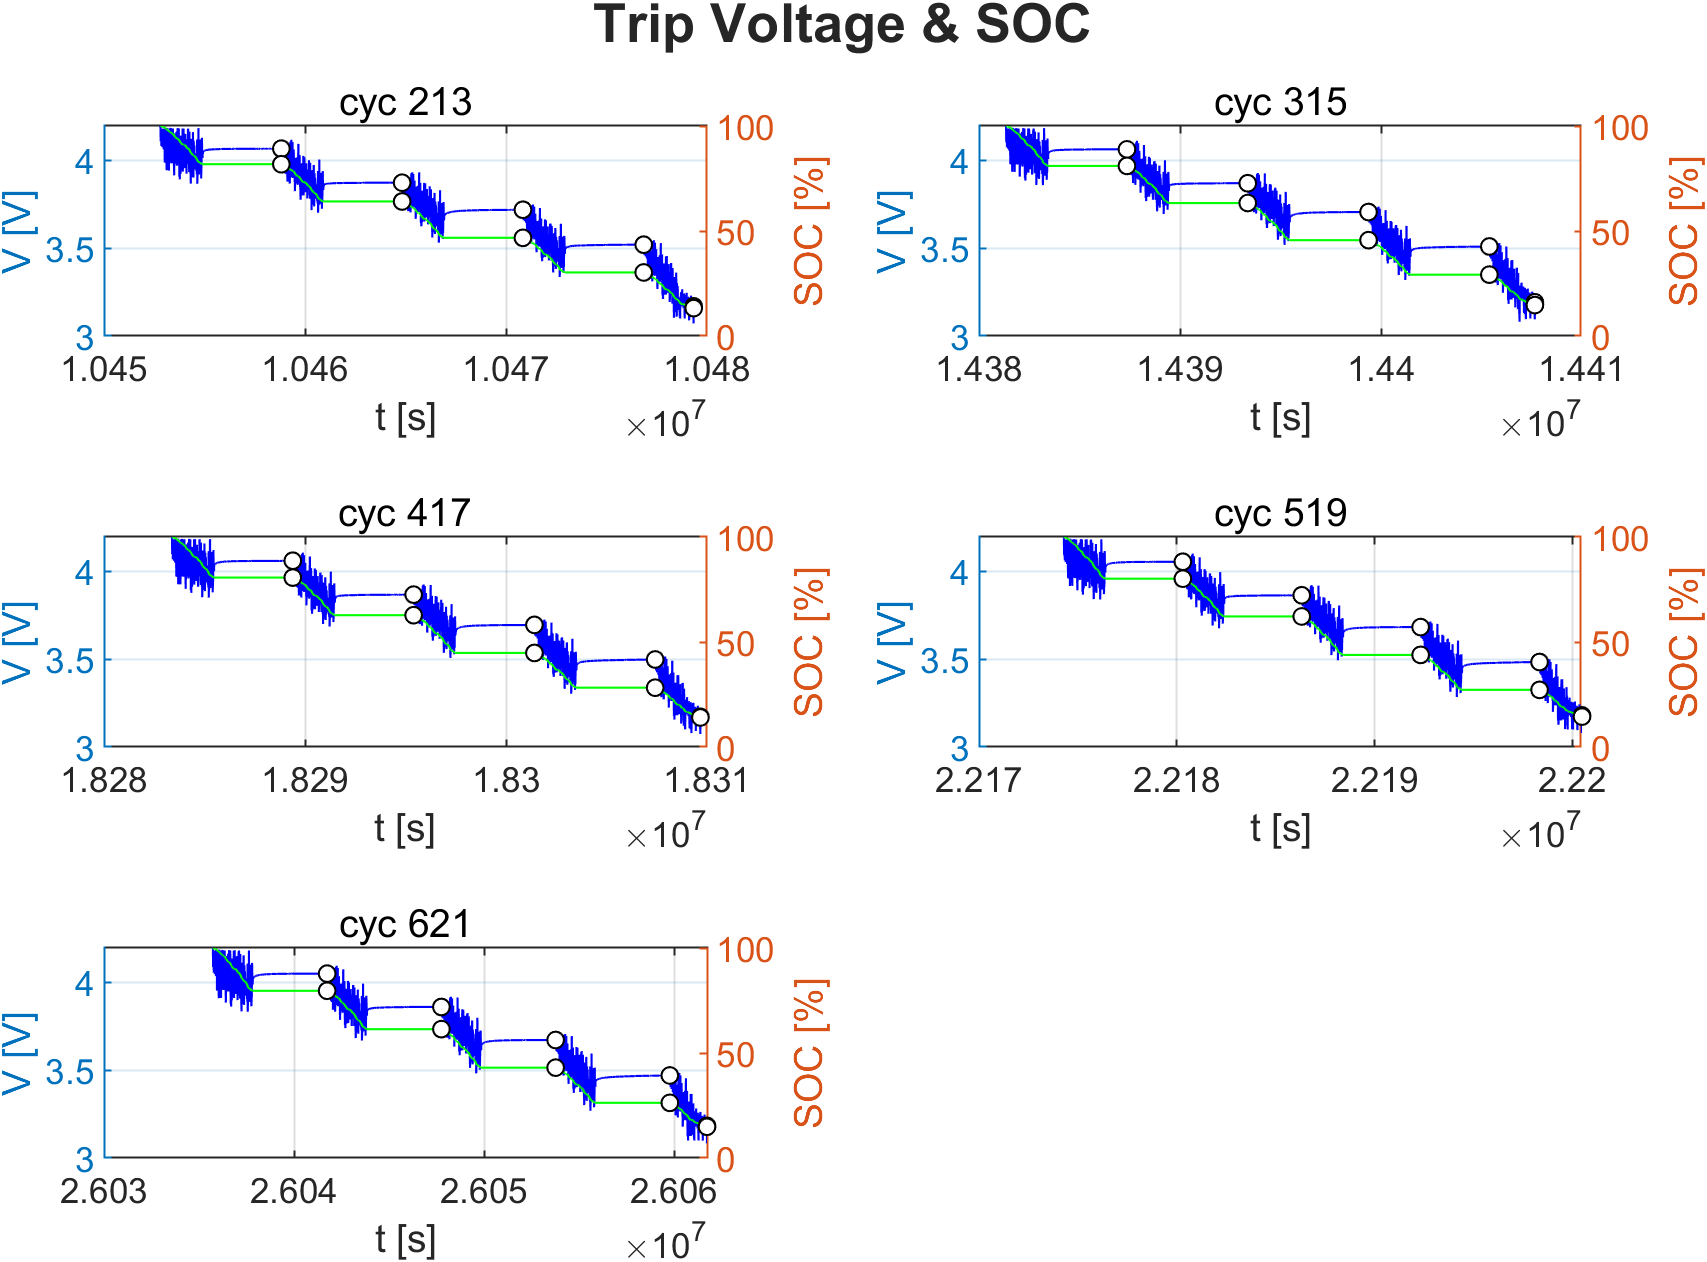 Trip Voltage & SOC
cyc 213
V [V]
4
3.5
3
100
50
0
SOC [%]
1.045 1.046 1.047 1.048
t [s]
×10^7
cyc 315
V [V]
4
3.5
3
100
50
0
SOC [%]
1.438 1.439 1.44 1.441
t [s]
×10^7
cyc 417
V [V]
4
3.5
3
100
50
0
SOC [%]
1.828 1.829 1.83 1.831
t [s]
×10^7
cyc 519
V [V]
4
3.5
3
100
50
0
SOC [%]
2.217 2.218 2.219 2.22
t [s]
×10^7
cyc 621
V [V]
4
3.5
3
100
50
0
SOC [%]
2.603 2.604 2.605 2.606
t [s]
×10^7